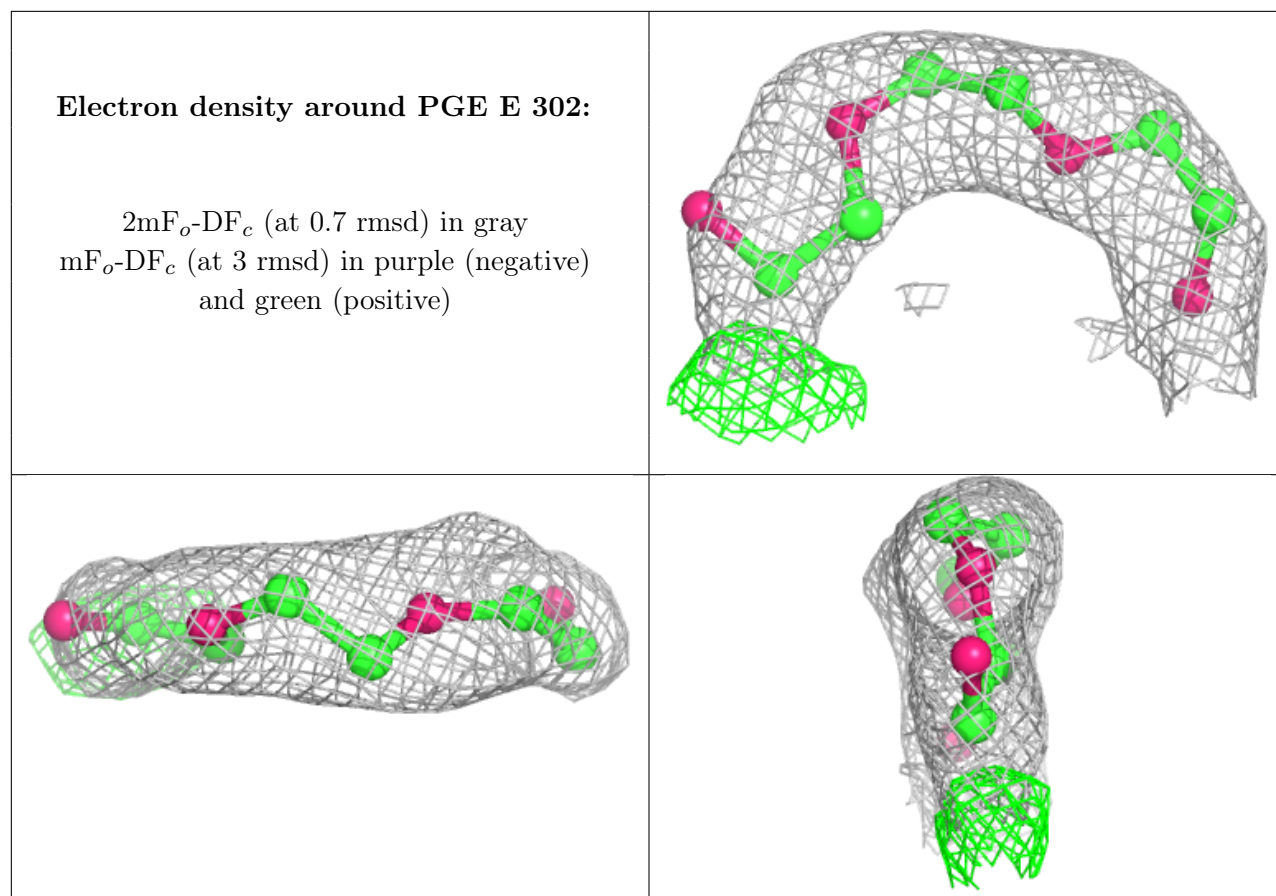 Electron density around PGE E 302:
2mFo-DFc (at 0.7 rmsd) in gray
mFo-DFc (at 3 rmsd) in purple (negative)
and green (positive)